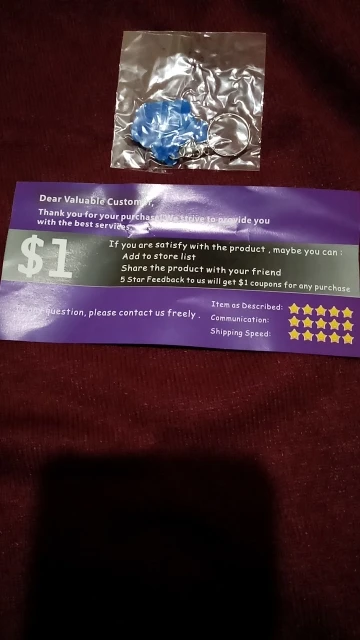 Dear Valuable Customer,
Thank you for your purchase! We strive to provide you
with the best services.
$1
If you are satisfy with the product , maybe you can :
Add to store list
Share the product with your friend
5 Star Feedback to us will get $1 coupons for any purchase
any question, please contact us freely .
Item as Described:
Communication:
Shipping Speed: